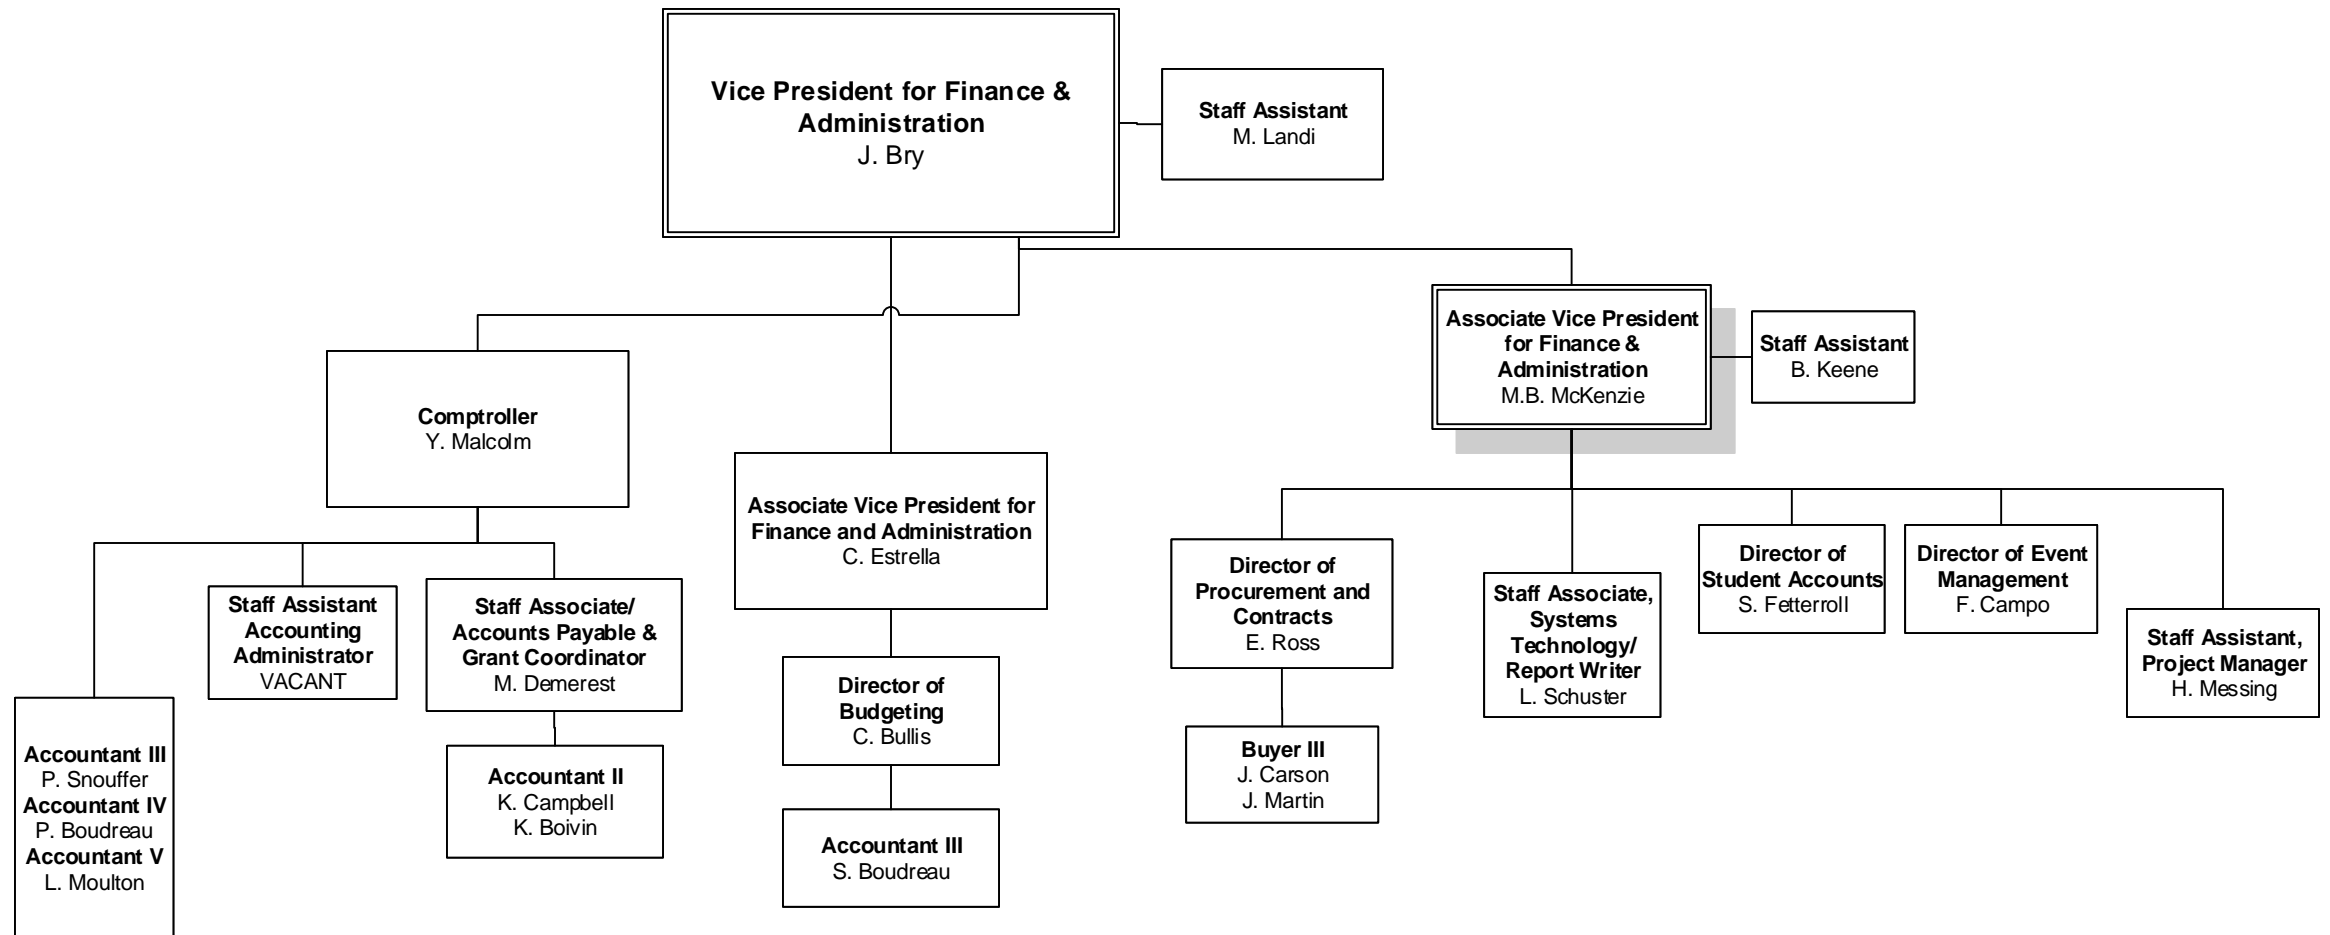 Vice President for Finance &
Administration
J. Bry
Staff Assistant
M. Landi
Associate Vice President
for Finance &
Administration
M.B. McKenzie
Staff Assistant
B. Keene
Comptroller
Y. Malcolm
Associate Vice President for
Finance and Administration
C. Estrella
Staff Assistant
Accounting
Administrator
VACANT
Staff Associate/
Accounts Payable &
Grant Coordinator
M. Demerest
Director of
Procurement and
Contracts
E. Ross
Staff Associate,
Systems
Technology/
Report Writer
L. Schuster
Director of
Student Accounts
S. Fetterroll
Director of Event
Management
F. Campo
Staff Assistant,
Project Manager
H. Messing
Accountant III
P. Snouffer
Accountant IV
P. Boudreau
Accountant V
L. Moulton
Accountant II
K. Campbell
K. Boivin
Director of
Budgeting
C. Bullis
Accountant III
S. Boudreau
Buyer III
J. Carson
J. Martin